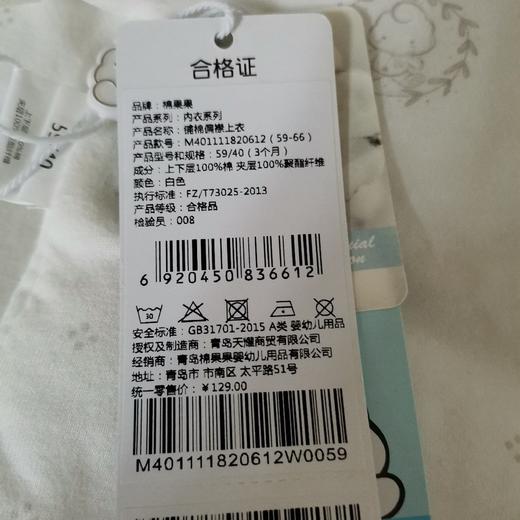 合格证
品牌：棉果果
产品系列：内衣系列
产品名称：俌棉偏襟上衣
产品款号：M401111820612（59-66）
产品型号和规格：59/40（3个月）
成分：上下层100%棉 夹层100%聚酯纤维
颜色：白色
执行标准：FZ/T73025-2013
产品等级：合格品
检验员：008
6 920450 836612
30
安全标准：GB31701-2015 A类 婴幼儿用品
授权及制造商：青岛天耀商贸有限公司
经销商：青岛棉果果婴幼儿用品有限公司
地址：青岛市 市南区 太平路51号
统一零售价：￥129.00
M401111820612W0059